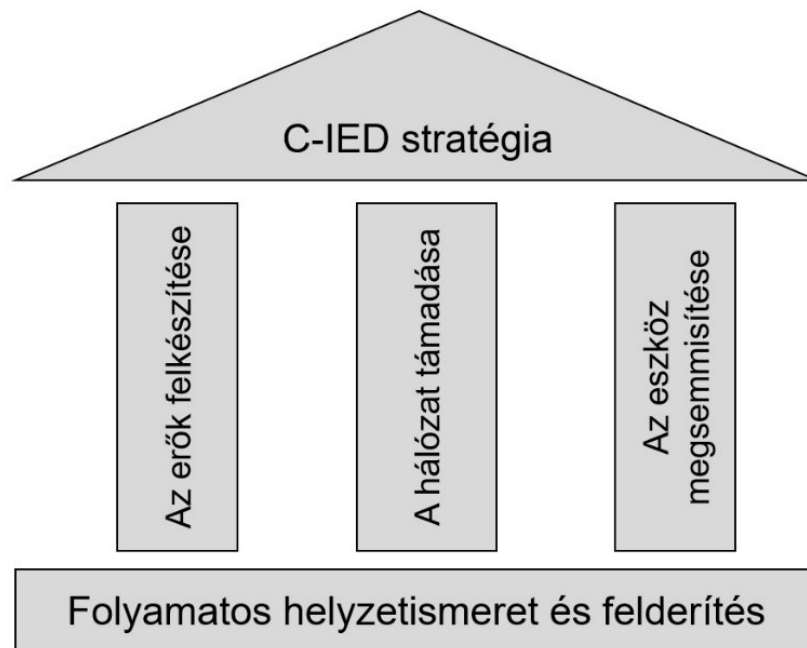 C-IED stratégia
Az erők felkészítése
A hálózat támadása
Az eszköz
megsemmisítése
Folyamatos helyzetismeret és felderítés